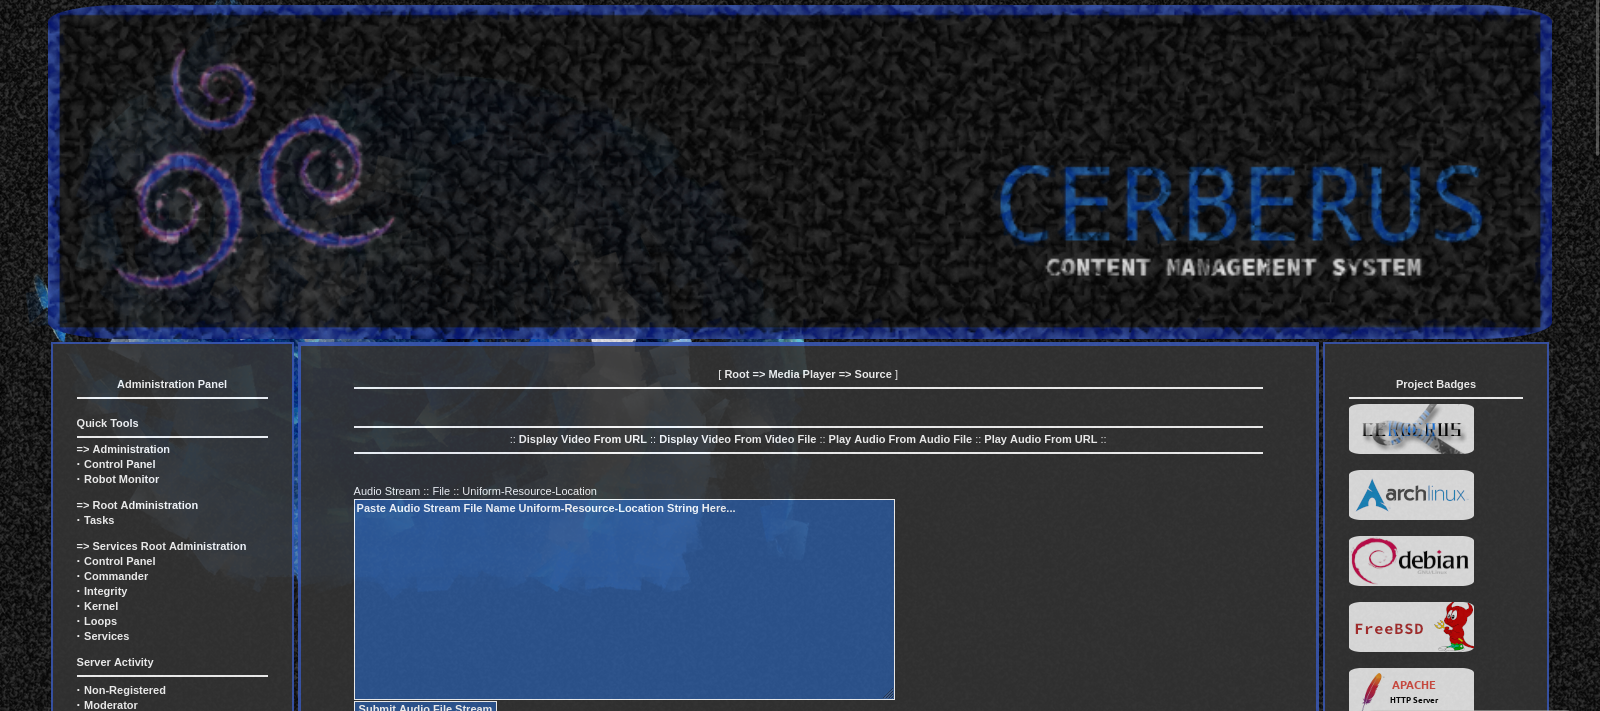 CERBERUS
CONTENT MANAGEMENT SYSTEM
Administration Panel
Quick Tools
=> Administration
· Control Panel
· Robot Monitor
=> Root Administration
· Tasks
=> Services Root Administration
· Control Panel
· Commander
· Integrity
· Kernel
· Loops
· Services
Server Activity
· Non-Registered
· Moderator
[ Root => Media Player => Source ]
:: Display Video From URL :: Display Video From Video File :: Play Audio From Audio File :: Play Audio From URL ::
Audio Stream :: File :: Uniform-Resource-Location
Paste Audio Stream File Name Uniform-Resource-Location String Here...
Submit Audio File Stream
Project Badges
CERBERUS
archlinux
debian
FreeBSD
APACHE
HTTP Server